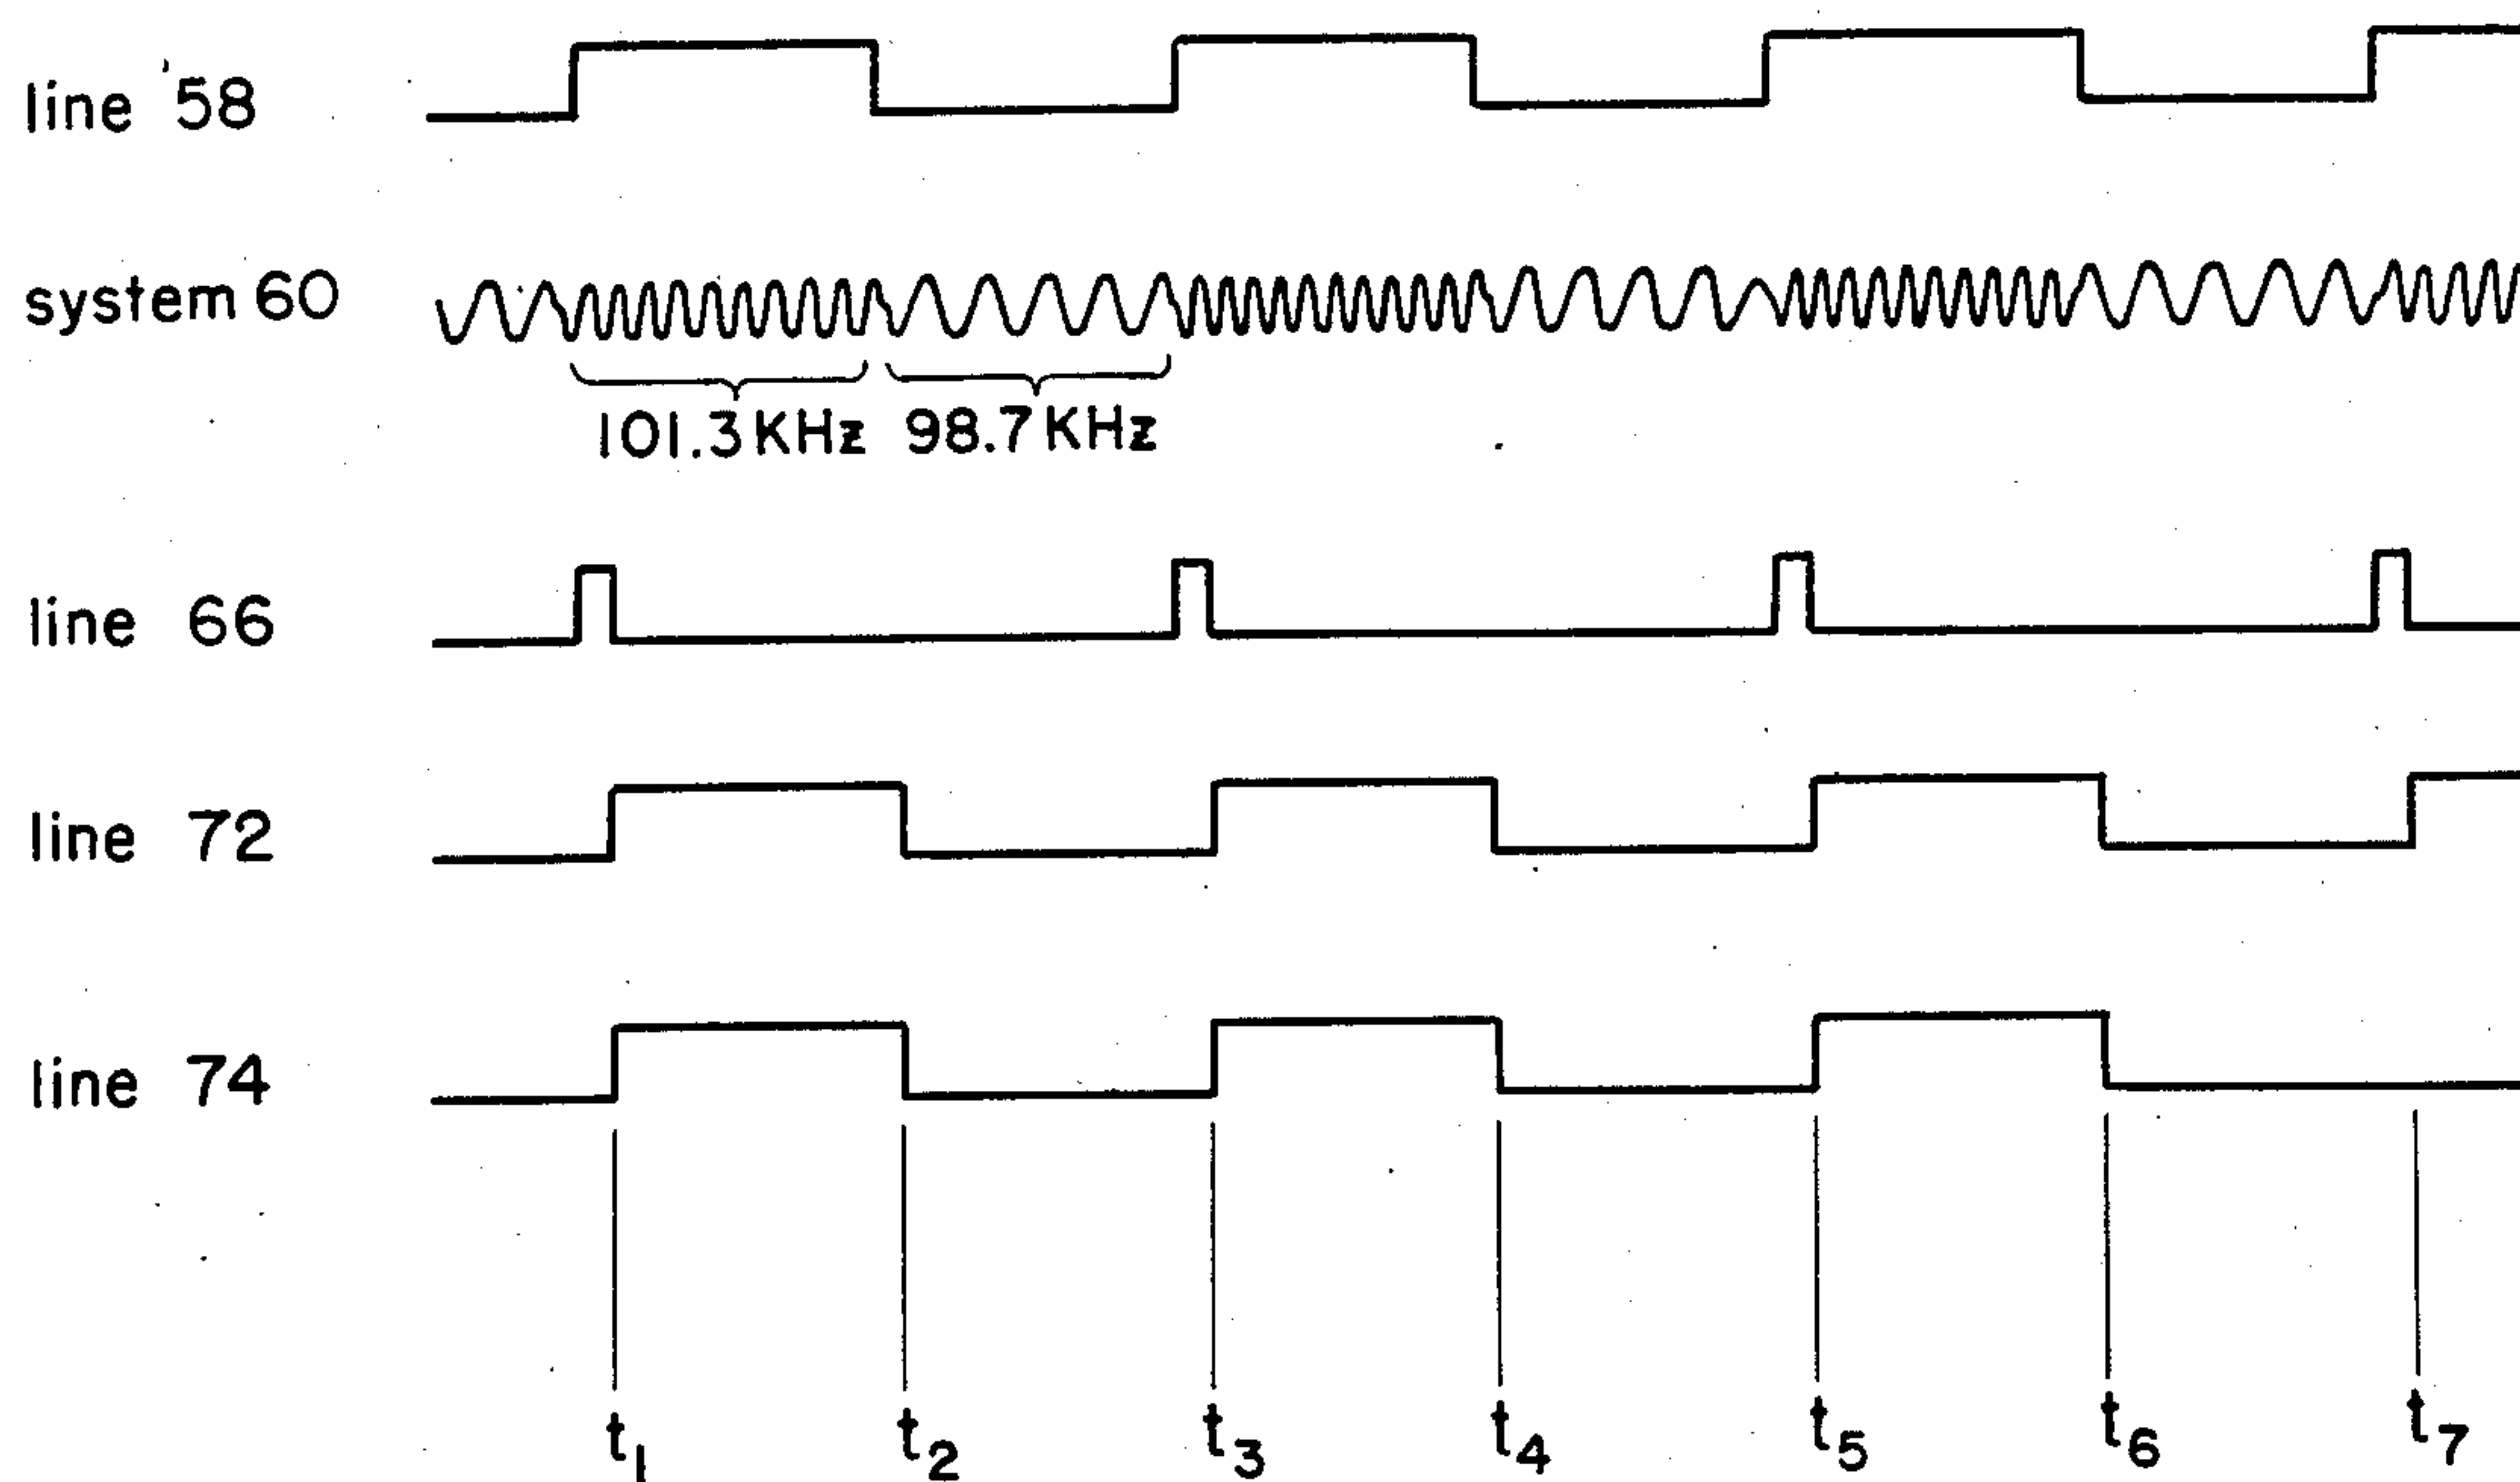 line 58
system 60
101.3 KHz 98.7 KHz
line 66
line 72
line 74
t1 t2 t3 t4 t5 t6 t7